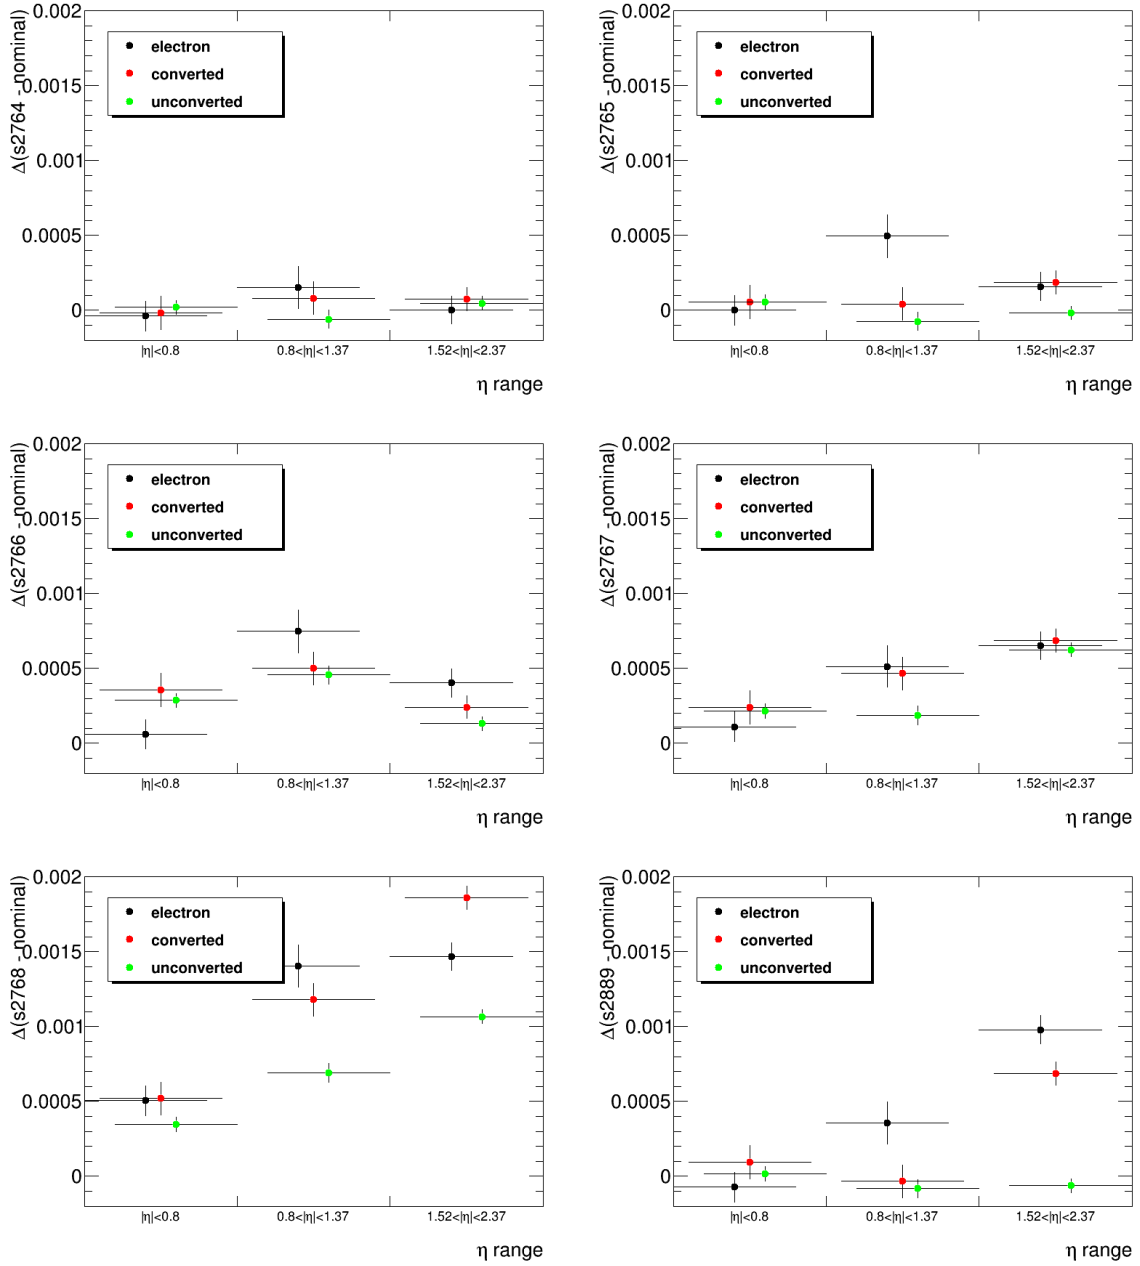 0.002
0.0015
0.001
0.0005
0
Δ(s2764 - nominal)
electron
converted
unconverted
|η|<0.8
0.8<|η|<1.37
1.52<|η|<2.37
η range
0.002
0.0015
0.001
0.0005
0
Δ(s2765 - nominal)
electron
converted
unconverted
|η|<0.8
0.8<|η|<1.37
1.52<|η|<2.37
η range
0.002
0.0015
0.001
0.0005
0
Δ(s2766 - nominal)
electron
converted
unconverted
|η|<0.8
0.8<|η|<1.37
1.52<|η|<2.37
η range
0.002
0.0015
0.001
0.0005
0
Δ(s2767 - nominal)
electron
converted
unconverted
|η|<0.8
0.8<|η|<1.37
1.52<|η|<2.37
η range
0.002
0.0015
0.001
0.0005
0
Δ(s2768 - nominal)
electron
converted
unconverted
|η|<0.8
0.8<|η|<1.37
1.52<|η|<2.37
η range
0.002
0.0015
0.001
0.0005
0
Δ(s2889 - nominal)
electron
converted
unconverted
|η|<0.8
0.8<|η|<1.37
1.52<|η|<2.37
η range